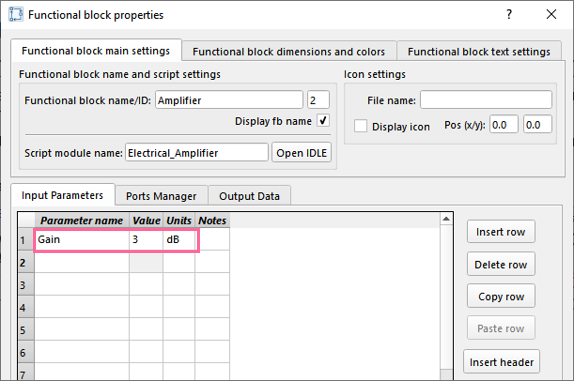 Functional block properties
?
Functional block main settings Functional block dimensions and colors Functional block text settings
Functional block name and script settings
Functional block name/ID: Amplifier 2
Display fb name
Script module name: Electrical_Amplifier Open IDLE
Icon settings
File name:
Display icon Pos (x/y): 0.0 0.0
Input Parameters Ports Manager Output Data
Parameter name Value Units Notes
1 Gain 3 dB
2
3
4
5
6
7
Insert row
Delete row
Copy row
Paste row
Insert header